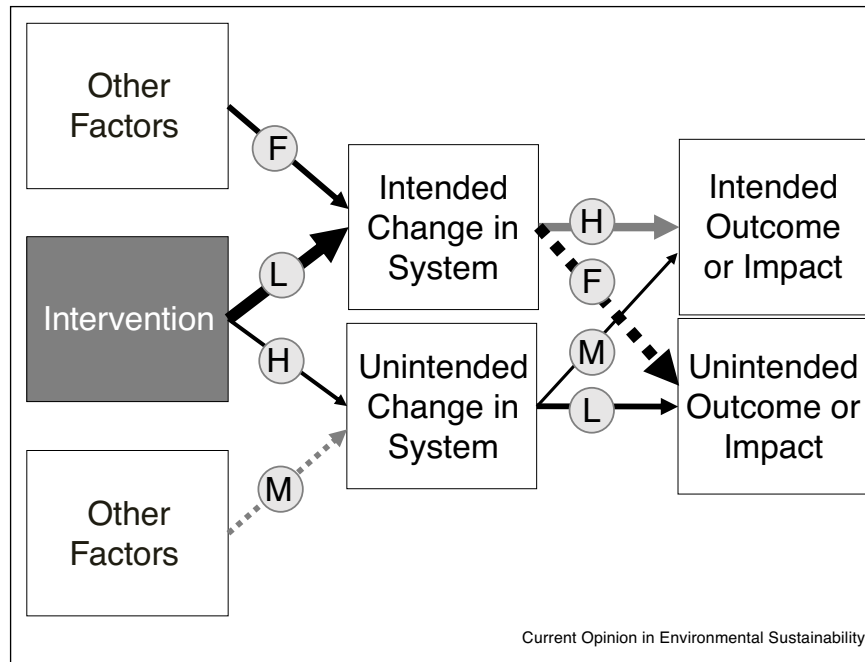 Other
Factors
F
Intervention
L
H
Other
Factors
M
Intended
Change in
System
Unintended
Change in
System
H
F
M
L
Intended
Outcome
or Impact
Unintended
Outcome or
Impact
Current Opinion in Environmental Sustainability